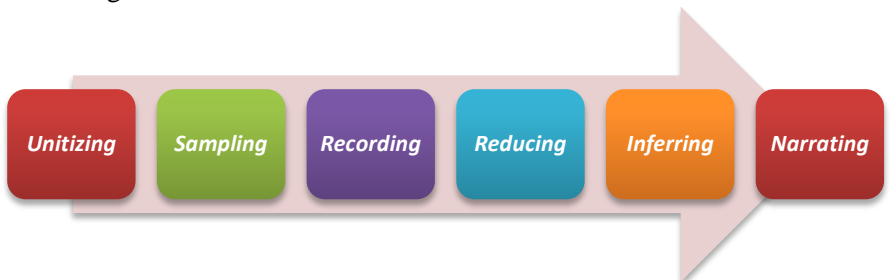 Unitizing
Sampling
Recording
Reducing
Inferring
Narrating